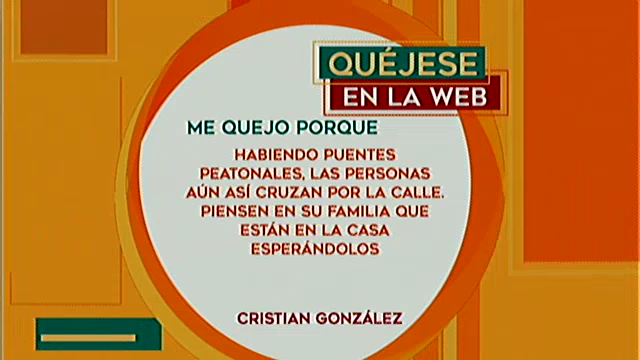 QUÉJESE
EN LA WEB
ME QUEJO PORQUE
HABIENDO PUENTES
PEATONALES, LAS PERSONAS
AÚN ASÍ CRUZAN POR LA CALLE.
PIENSEN EN SU FAMILIA QUE
ESTÁN EN LA CASA
ESPERÁNDOLOS
CRISTIAN GONZÁLEZ